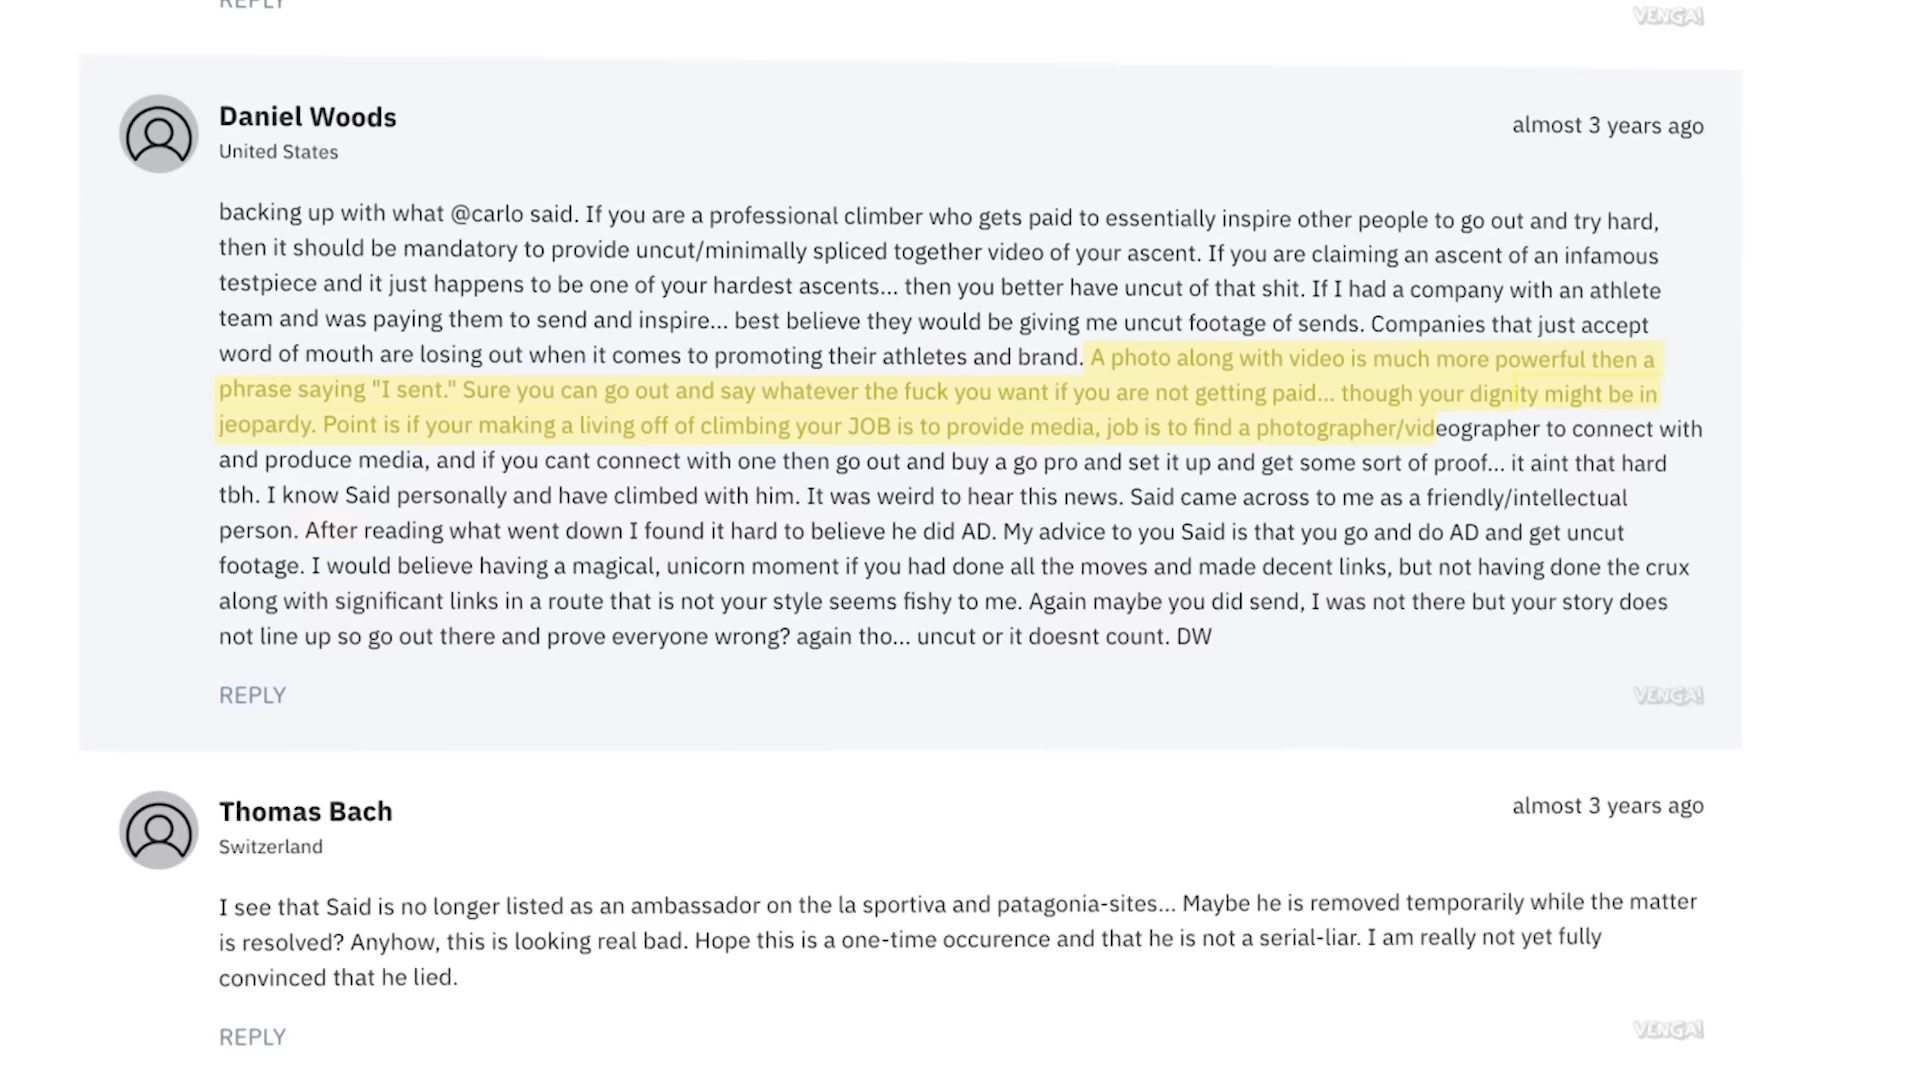 REPLY
VENGA!
Daniel Woods
almost 3 years ago
United States
backing up with what @carlo said. If you are a professional climber who gets paid to essentially inspire other people to go out and try hard,
then it should be mandatory to provide uncut/minimally spliced together video of your ascent. If you are claiming an ascent of an infamous
testpiece and it just happens to be one of your hardest ascents... then you better have uncut of that shit. If I had a company with an athlete
team and was paying them to send and inspire... best believe they would be giving me uncut footage of sends. Companies that just accept
word of mouth are losing out when it comes to promoting their athletes and brand. A photo along with video is much more powerful then a
phrase saying "I sent." Sure you can go out and say whatever the fuck you want if you are not getting paid... though your dignity might be in
jeopardy. Point is if your making a living off of climbing your JOB is to provide media, job is to find a photographer/videographer to connect with
and produce media, and if you cant connect with one then go out and buy a go pro and set it up and get some sort of proof... it aint that hard
tbh. I know Said personally and have climbed with him. It was weird to hear this news. Said came across to me as a friendly/intellectual
person. After reading what went down I found it hard to believe he did AD. My advice to you Said is that you go and do AD and get uncut
footage. I would believe having a magical, unicorn moment if you had done all the moves and made decent links, but not having done the crux
along with significant links in a route that is not your style seems fishy to me. Again maybe you did send, I was not there but your story does
not line up so go out there and prove everyone wrong? again tho... uncut or it doesnt count. DW
REPLY
VENGA!
Thomas Bach
almost 3 years ago
Switzerland
I see that Said is no longer listed as an ambassador on the la sportiva and patagonia-sites... Maybe he is removed temporarily while the matter
is resolved? Anyhow, this is looking real bad. Hope this is a one-time occurence and that he is not a serial-liar. I am really not yet fully
convinced that he lied.
REPLY
VENGA!